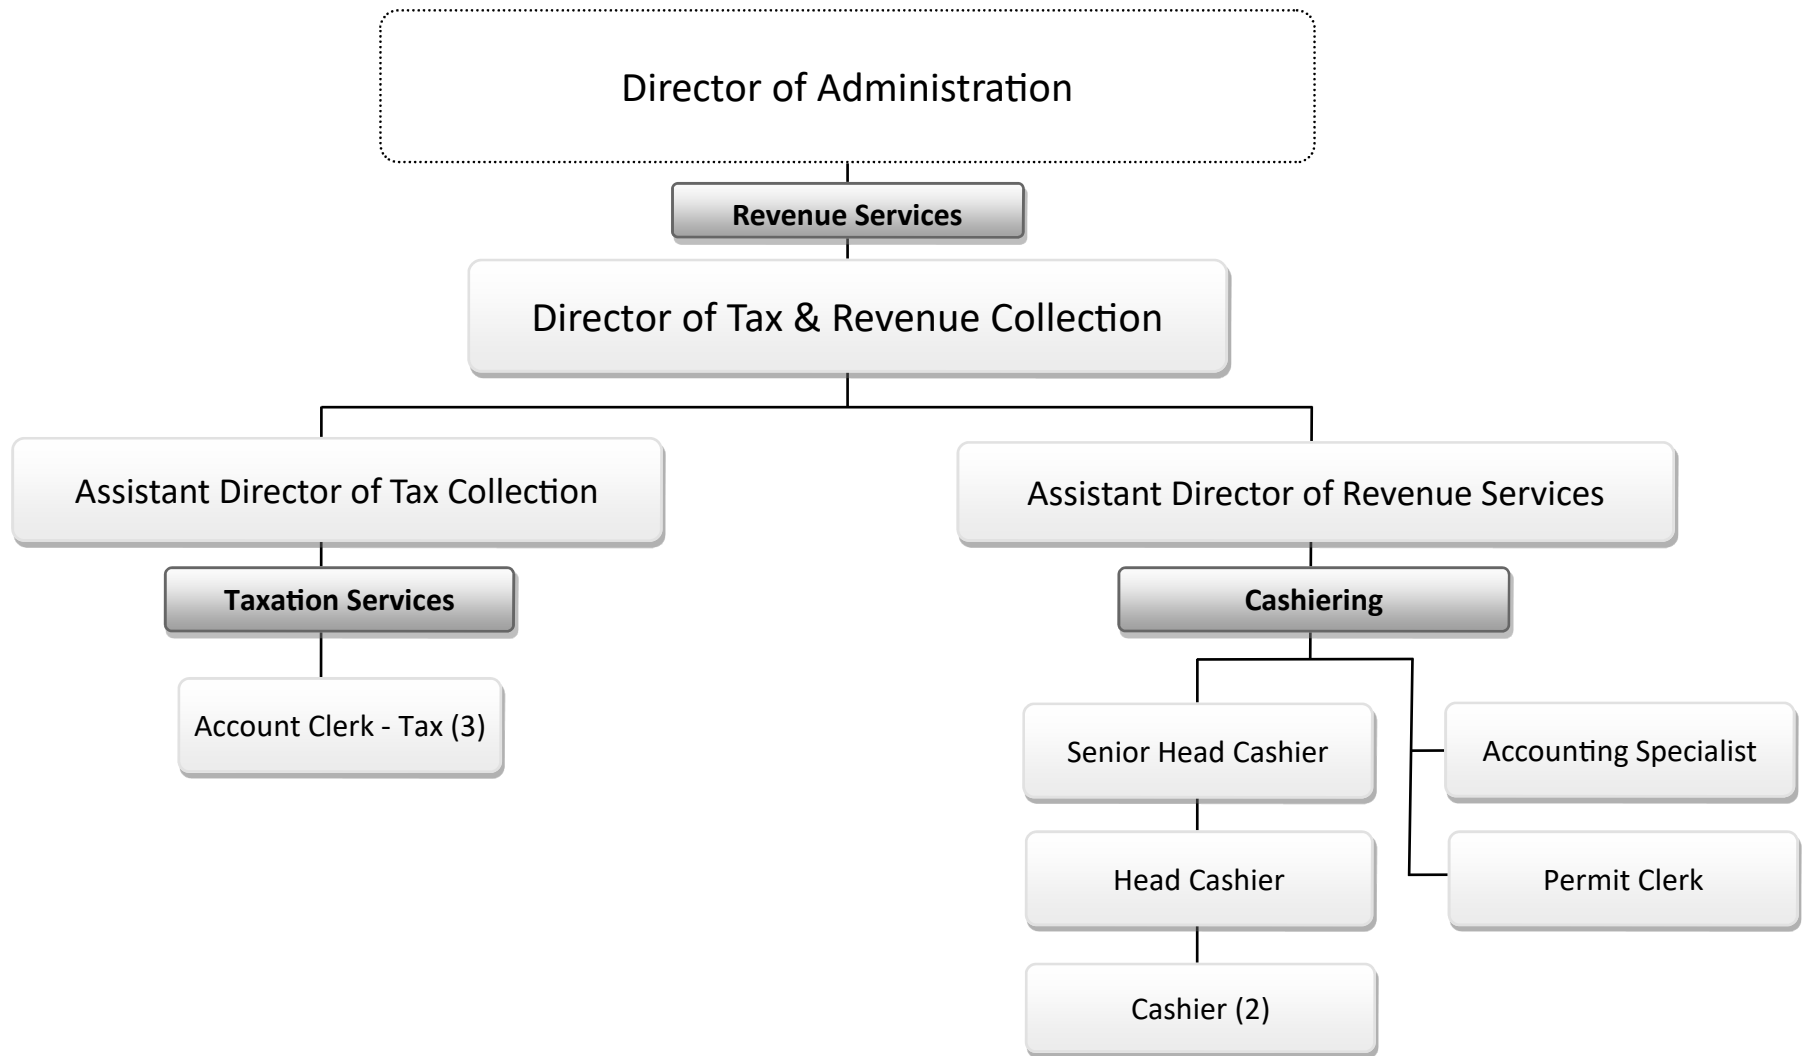 Director of Administration
Revenue Services
Director of Tax & Revenue Collection
Assistant Director of Tax Collection
Assistant Director of Revenue Services
Taxation Services
Cashiering
Account Clerk - Tax (3)
Senior Head Cashier
Accounting Specialist
Head Cashier
Permit Clerk
Cashier (2)